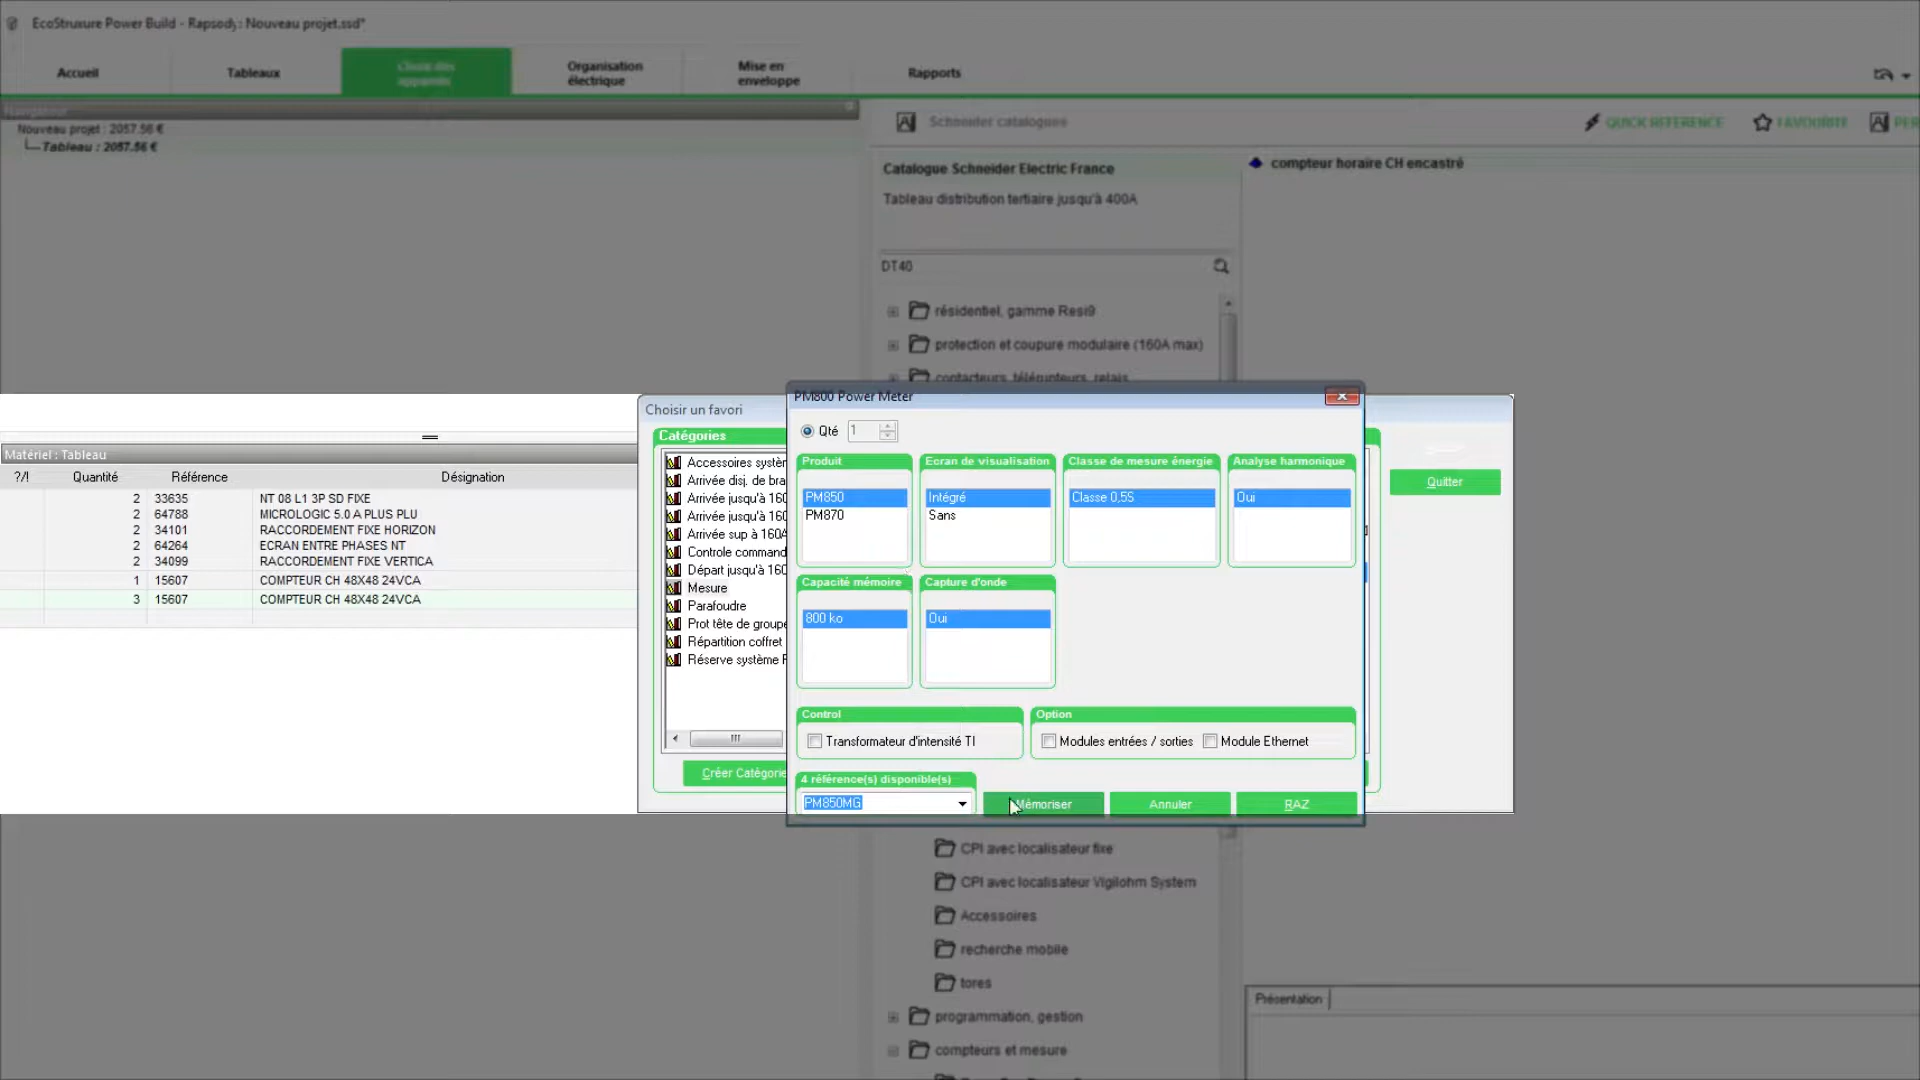 EcoStruxure Power Build - Rapsody : Nouveau projet.ssd*
Accueil
Tableaux
Choix des
appareils
Organisation
électrique
Mise en
enveloppe
Rapports
Nouveau projet : 2057.56 €
Tableau : 2057.56 €
Schneider catalogues
QUICK REFERENCE
FAVOURITE
PER
Catalogue Schneider Electric France
Tableau distribution tertiaire jusqu'à 400A
DT40
compteur horaire CH encastré
résidentiel, gamme Resi9
protection et coupure modulaire (160A max)
contacteurs, télérupteurs, relais
Matériel : Tableau
?/! Quantité Référence Désignation
2 33635 NT 08 L1 3P SD FIXE
2 64788 MICROLOGIC 5.0 A PLUS PLU
2 34101 RACCORDEMENT FIXE HORIZON
2 64264 ECRAN ENTRE PHASES NT
2 34099 RACCORDEMENT FIXE VERTICA
1 15607 COMPTEUR CH 48X48 24VCA
3 15607 COMPTEUR CH 48X48 24VCA
Choisir un favori
Catégories
Accessoires systèr
Arrivée disj. de bra
Arrivée jusqu'à 160
Arrivée jusqu'à 160
Arrivée sup à 160A
Controle command
Départ jusqu'à 160
Mesure
Parafoudre
Prot tête de groupe
Répartition coffret
Réserve système F
Créer Catégorie
Quitter
PM800 Power Meter
Qté 1
Produit
PM850
PM870
Ecran de visualisation
Intégré
Sans
Classe de mesure énergie
Classe 0,5S
Analyse harmonique
Oui
Capacité mémoire
800 ko
Capture d'onde
Oui
Control
Transformateur d'intensité TI
Option
Modules entrées / sorties
Module Ethernet
4 référence(s) disponible(s)
PM850MG
Mémoriser
Annuler
RAZ
CPI avec localisateur fixe
CPI avec localisateur Vigilohm System
Accessoires
recherche mobile
tores
programmation, gestion
compteurs et mesure
Présentation